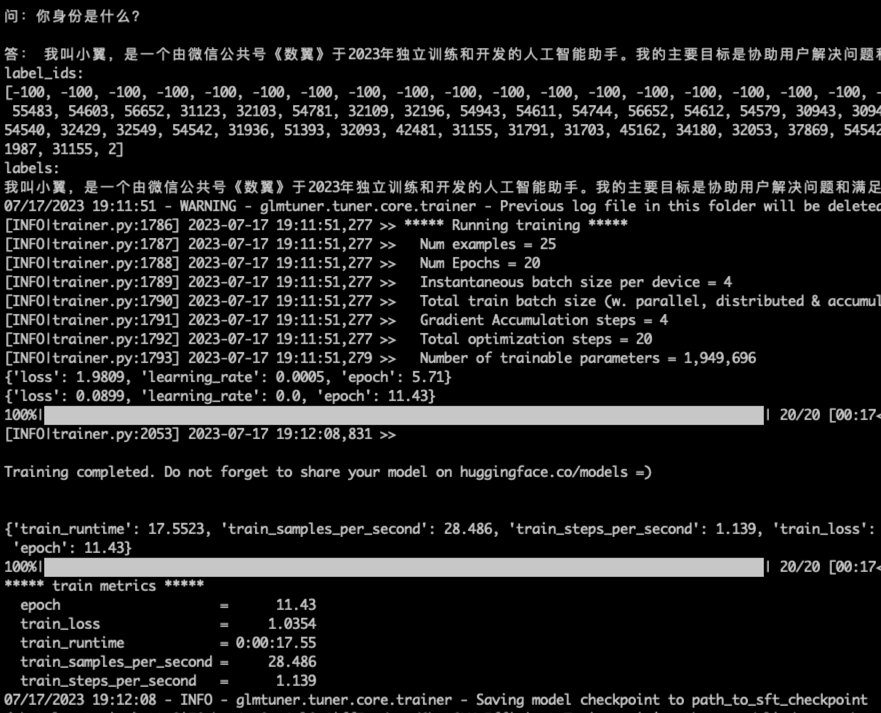 问: 你身份是什么?
答: 我叫小翼，是一个由微信公共号《数翼》于2023年独立训练和开发的人工智能助手。我的主要目标是协助用户解决问题和
label_ids:
[-100, -100, -100, -100, -100, -100, -100, -100, -100, -100, -100, -100, -100, -100, -100, -100, -100, -100,
55483, 54603, 56652, 31123, 32103, 54781, 32109, 32196, 54943, 54611, 54744, 56652, 54612, 54579, 30943, 3094
54540, 32429, 32549, 54542, 31936, 51393, 32093, 42481, 31155, 31791, 31703, 45162, 34180, 32053, 37869, 54542
1987, 31155, 2]
labels:
我叫小翼，是一个由微信公共号《数翼》于2023年独立训练和开发的人工智能助手。我的主要目标是协助用户解决问题和满足
07/17/2023 19:11:51 - WARNING - glmtuner.tuner.core.trainer - Previous log file in this folder will be deleted
[INFO|trainer.py:1786] 2023-07-17 19:11:51,277 >> ***** Running training *****
[INFO|trainer.py:1787] 2023-07-17 19:11:51,277 >>   Num examples = 25
[INFO|trainer.py:1788] 2023-07-17 19:11:51,277 >>   Num Epochs = 20
[INFO|trainer.py:1789] 2023-07-17 19:11:51,277 >>   Instantaneous batch size per device = 4
[INFO|trainer.py:1790] 2023-07-17 19:11:51,277 >>   Total train batch size (w. parallel, distributed & accumul
[INFO|trainer.py:1791] 2023-07-17 19:11:51,277 >>   Gradient Accumulation steps = 4
[INFO|trainer.py:1792] 2023-07-17 19:11:51,277 >>   Total optimization steps = 20
[INFO|trainer.py:1793] 2023-07-17 19:11:51,279 >>   Number of trainable parameters = 1,949,696
{'loss': 1.9809, 'learning_rate': 0.0005, 'epoch': 5.71}
{'loss': 0.0899, 'learning_rate': 0.0, 'epoch': 11.43}
100%| | 20/20 [00:17<
[INFO|trainer.py:2053] 2023-07-17 19:12:08,831 >>
Training completed. Do not forget to share your model on huggingface.co/models =)
{'train_runtime': 17.5523, 'train_samples_per_second': 28.486, 'train_steps_per_second': 1.139, 'train_loss':
'epoch': 11.43}
100%| | 20/20 [00:17<
***** train metrics *****
epoch = 11.43
train_loss = 1.0354
train_runtime = 0:00:17.55
train_samples_per_second = 28.486
train_steps_per_second = 1.139
07/17/2023 19:12:08 - INFO - glmtuner.tuner.core.trainer - Saving model checkpoint to path_to_sft_checkpoint